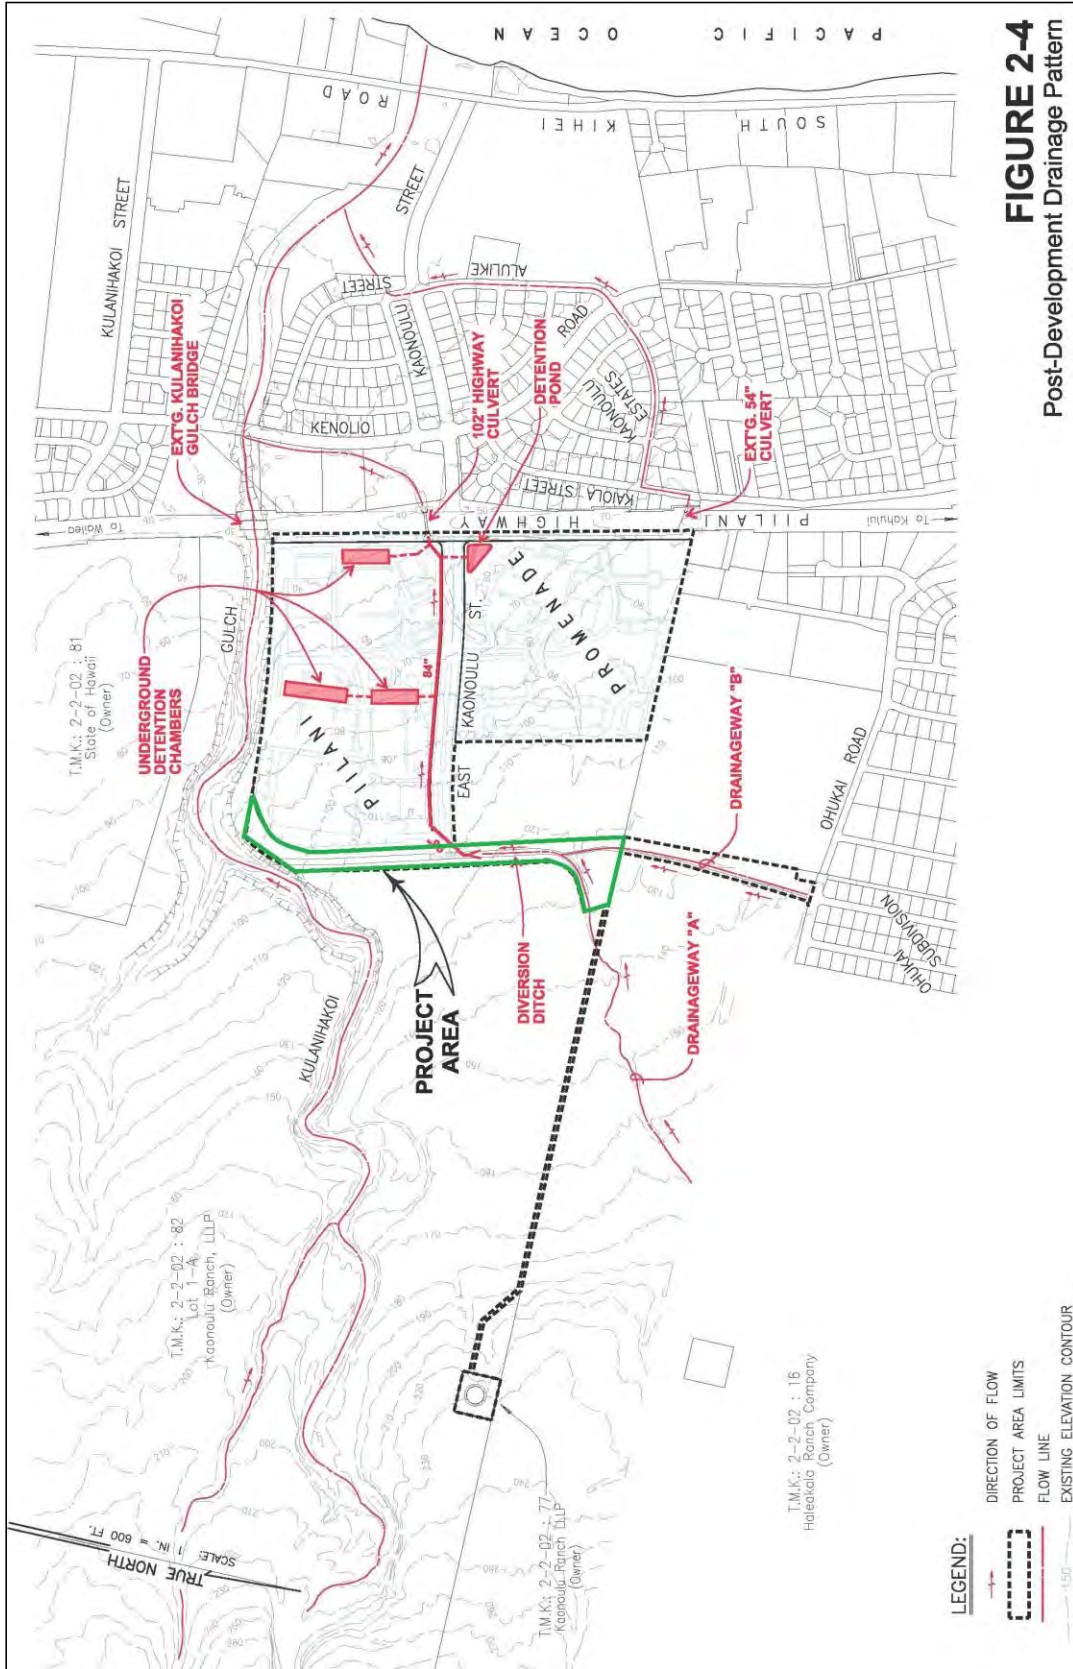 FIGURE 2-4
Post-Development Drainage Pattern
PACIFIC OCEAN
SOUTH KIHEI ROAD
KULANIHAKOI STREET
KAONOULU STREET
ALULIKE STREET
KENOLIO
KAONOULU
ESTATES
ROAD
KAIOLA STREET
EXT'G. KULANIHAKOI
GULCH BRIDGE
102" HIGHWAY
CULVERT
DETENTION
POND
EXT'G. 54"
CULVERT
To Wailea
PIILANI HIGHWAY
To Kahului
T.M.K.: 2-2-02 : 81
State of Hawaii
(Owner)
GULCH
UNDERGROUND
DETENTION
CHAMBERS
PIILANI
PROMENADE
84"
EAST KAONOULU ST.
OHUKAI ROAD
OHUKAI
SUBDIVISION
DRAINAGEWAY "B"
DRAINAGEWAY "A"
DIVERSION
DITCH
PROJECT
AREA
KULANIHAKOI
T.M.K.: 2-2-02 : 82
Lot 1-A
Kaonoulu Ranch, LLLP
(Owner)
T.M.K.: 2-2-02 : 77
Kaonoulu Ranch LLLP
(Owner)
T.M.K.: 2-2-02 : 16
Haleakala Ranch Company
(Owner)
TRUE NORTH
SCALE: 1 IN. = 600 FT.
LEGEND:
DIRECTION OF FLOW
PROJECT AREA LIMITS
FLOW LINE
150 EXISTING ELEVATION CONTOUR